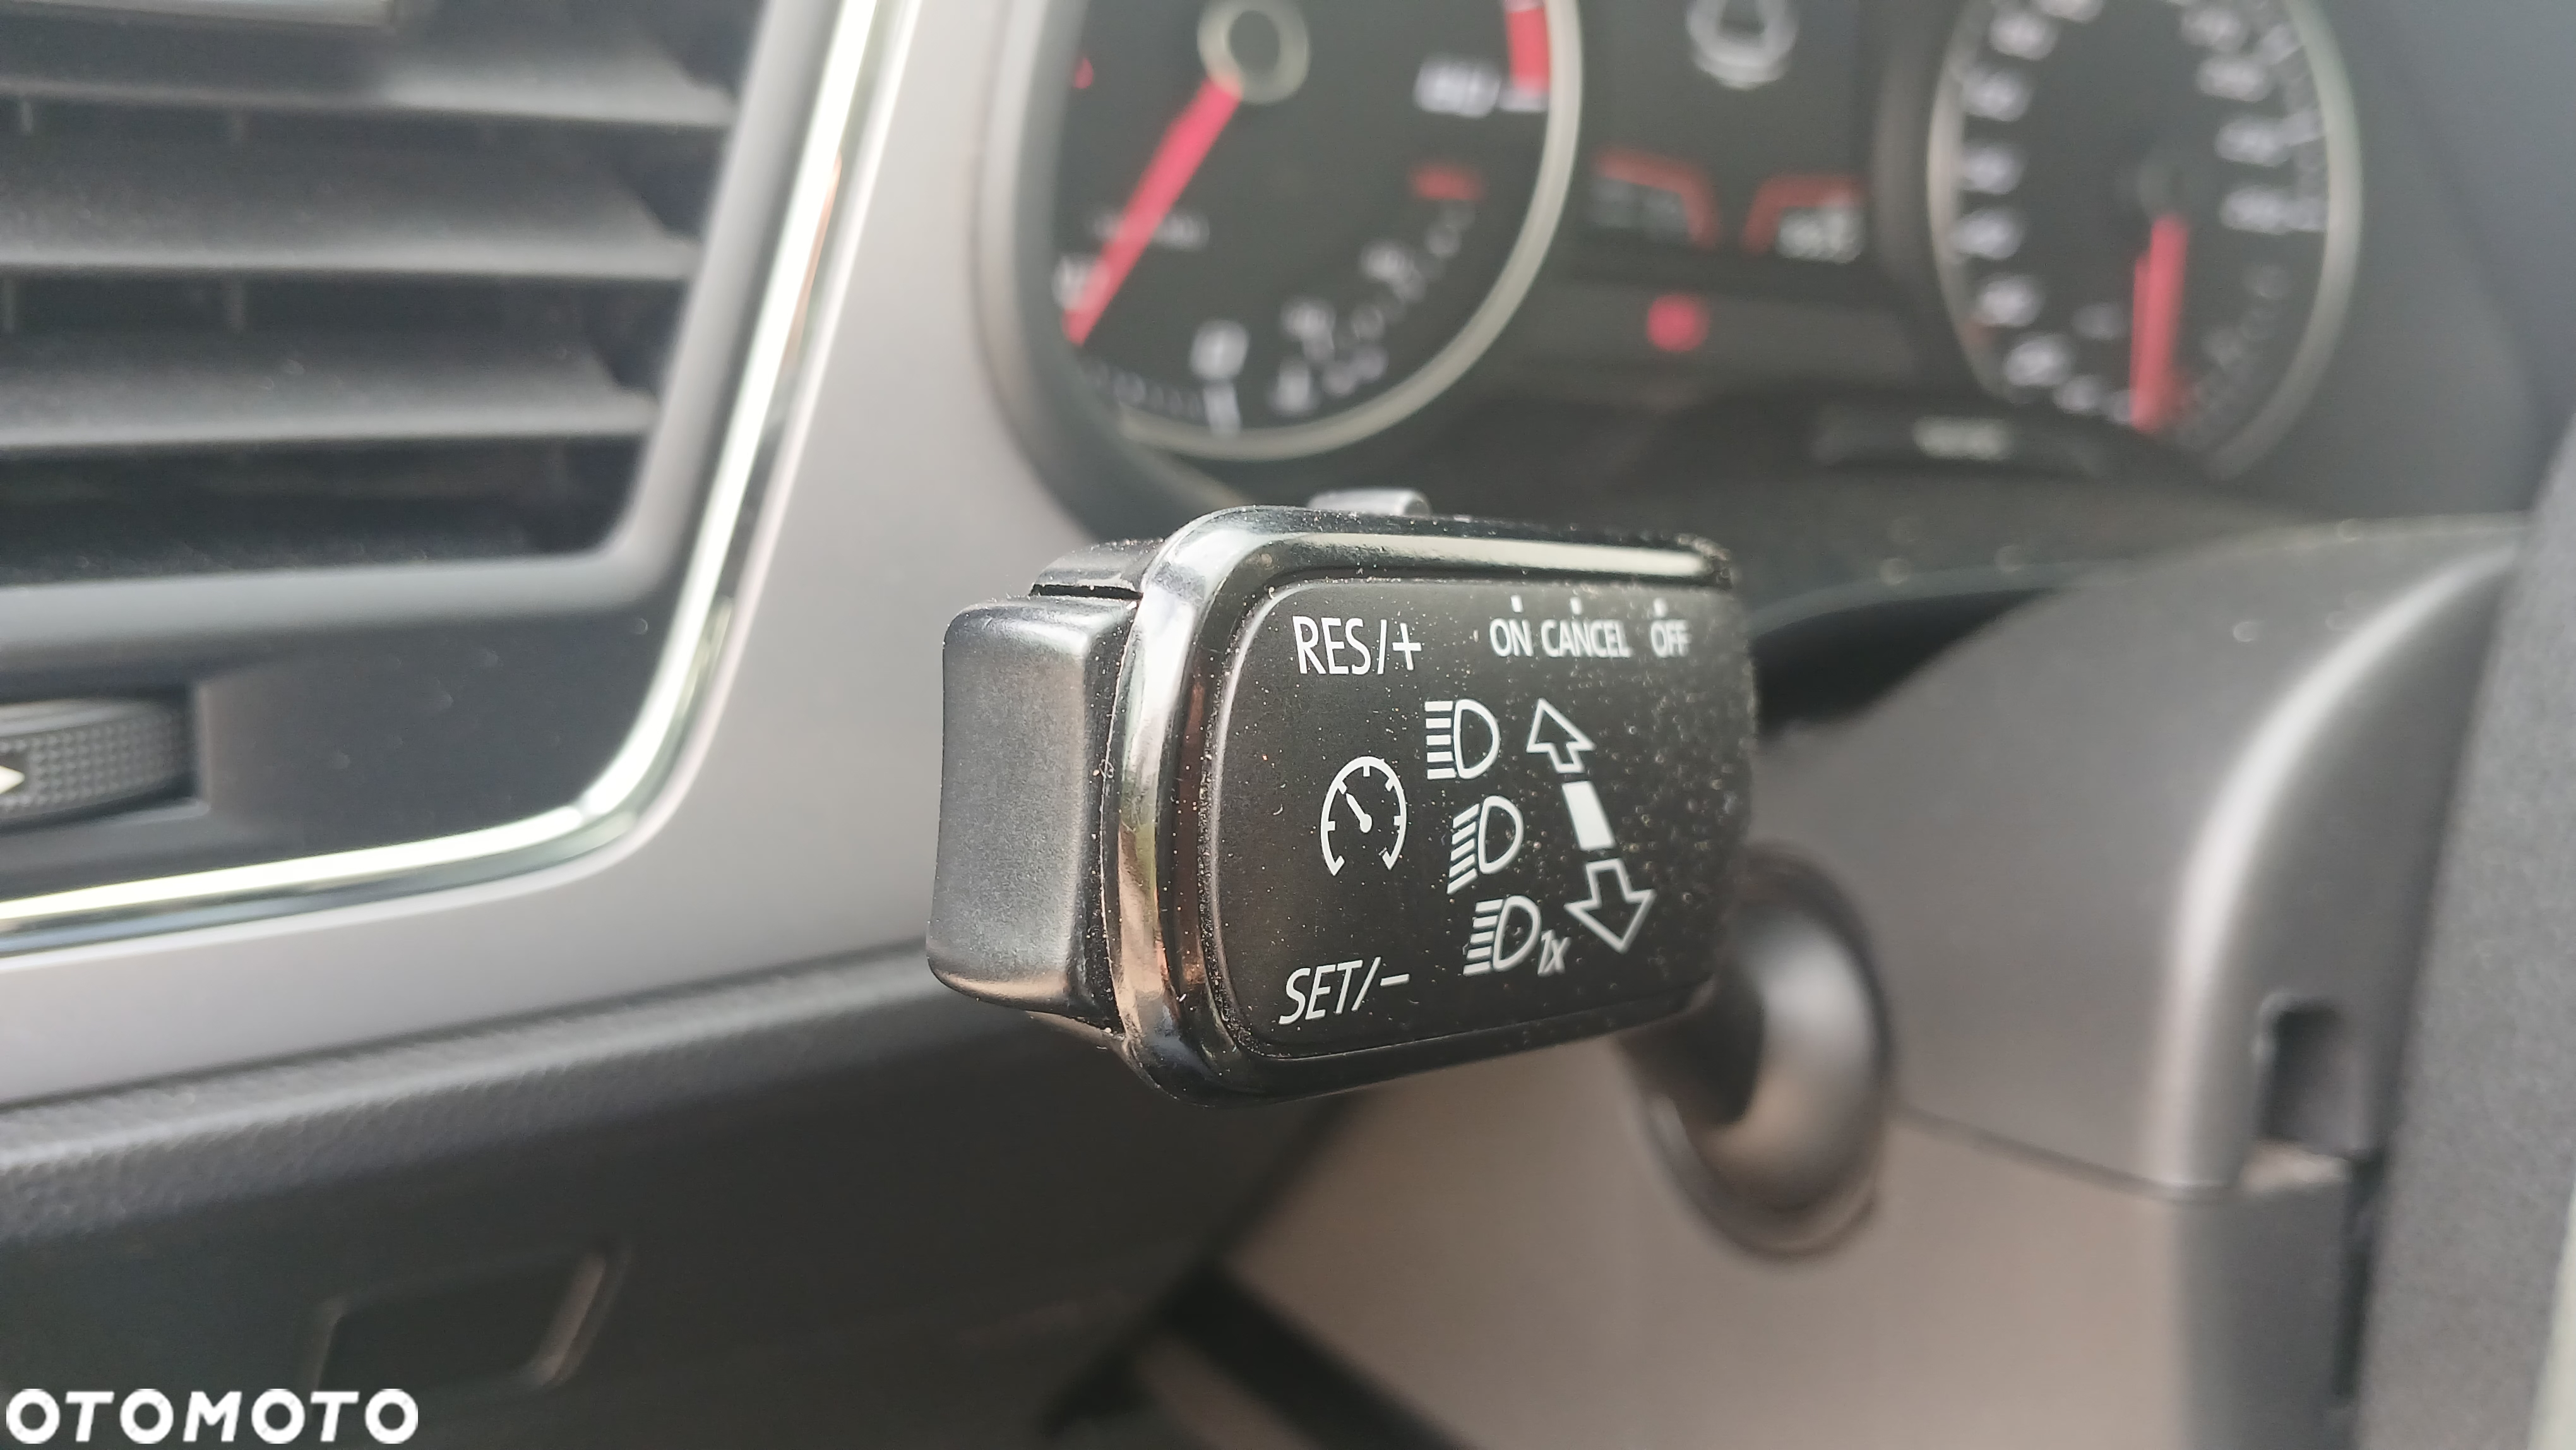 RES/+
ON CANCEL OFF
1x
SET/-
OTOMOTO